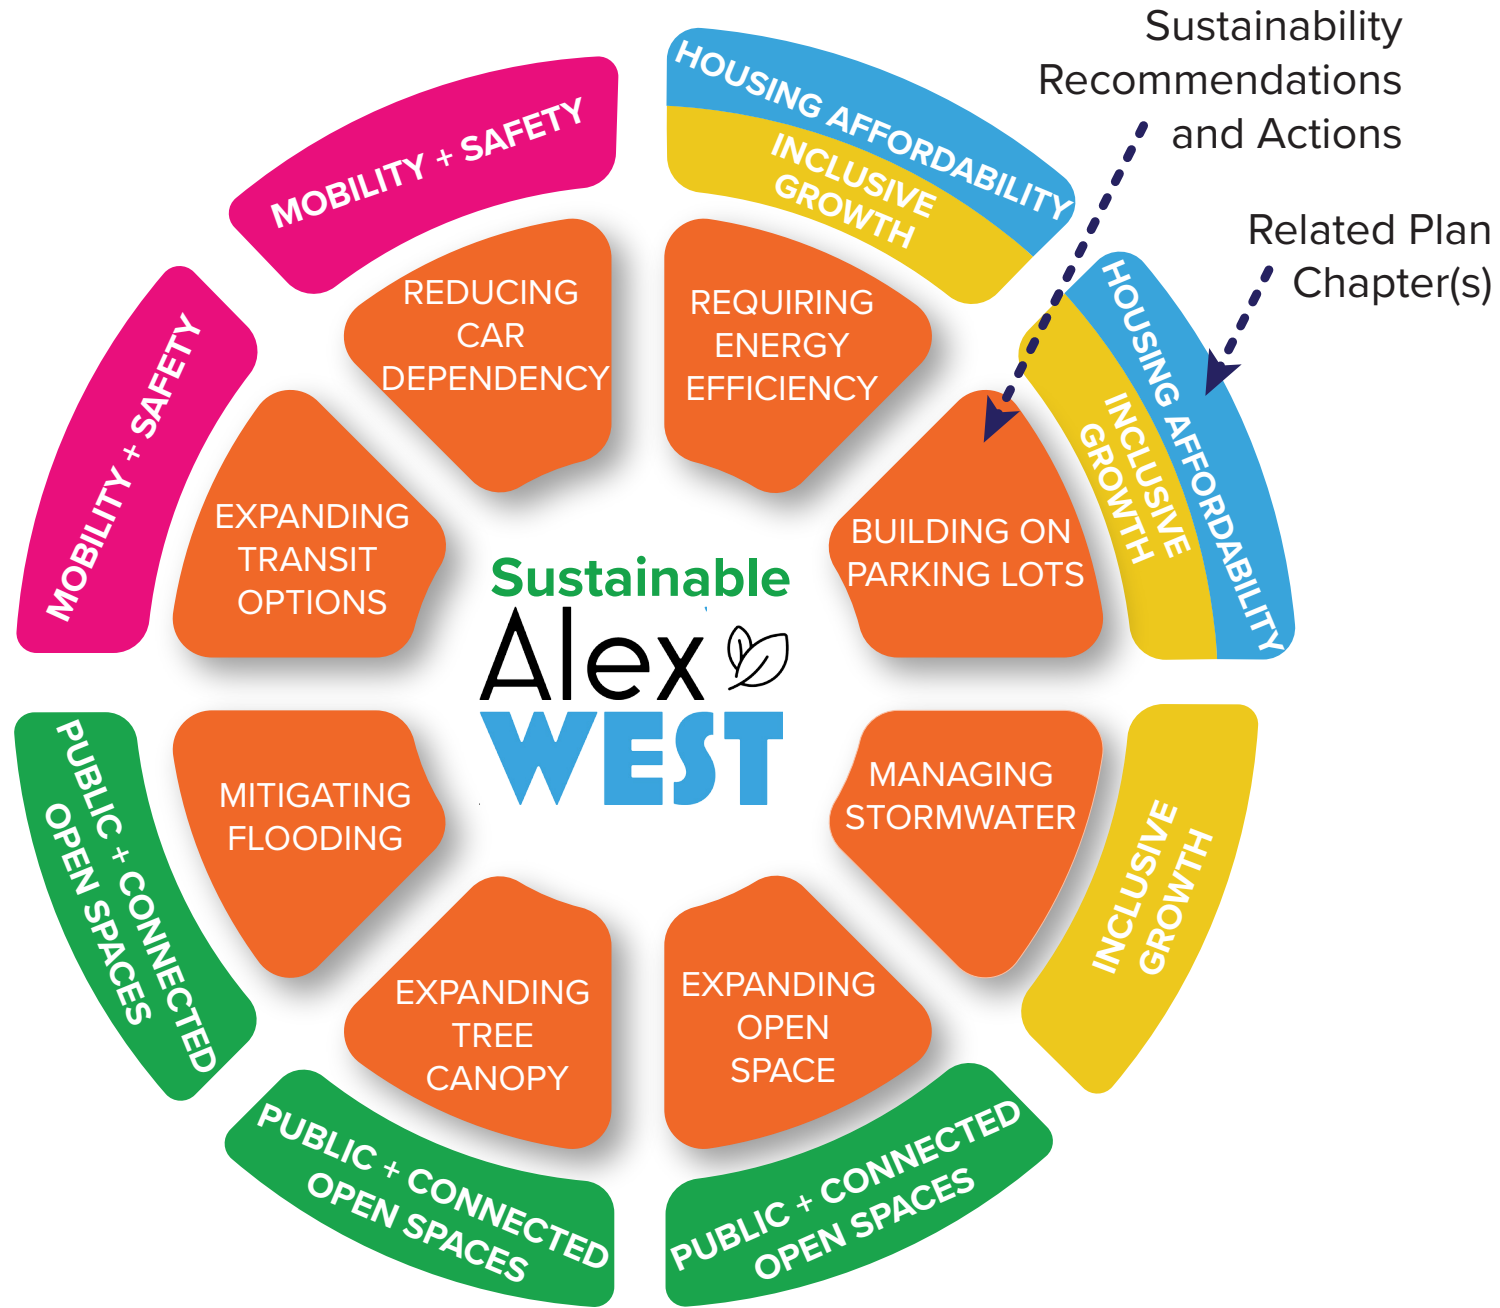 Sustainability
Recommendations
and Actions
Related Plan
Chapter(s)
HOUSING AFFORDABILITY
INCLUSIVE
GROWTH
REQUIRING
ENERGY
EFFICIENCY
HOUSING AFFORDABILITY
INCLUSIVE
GROWTH
BUILDING ON
PARKING LOTS
INCLUSIVE
GROWTH
MANAGING
STORMWATER
PUBLIC + CONNECTED
OPEN SPACES
EXPANDING
OPEN
SPACE
PUBLIC + CONNECTED
OPEN SPACES
EXPANDING
TREE
CANOPY
PUBLIC + CONNECTED
OPEN SPACES
MITIGATING
FLOODING
MOBILITY + SAFETY
EXPANDING
TRANSIT
OPTIONS
MOBILITY + SAFETY
REDUCING
CAR
DEPENDENCY
Sustainable
Alex
WEST